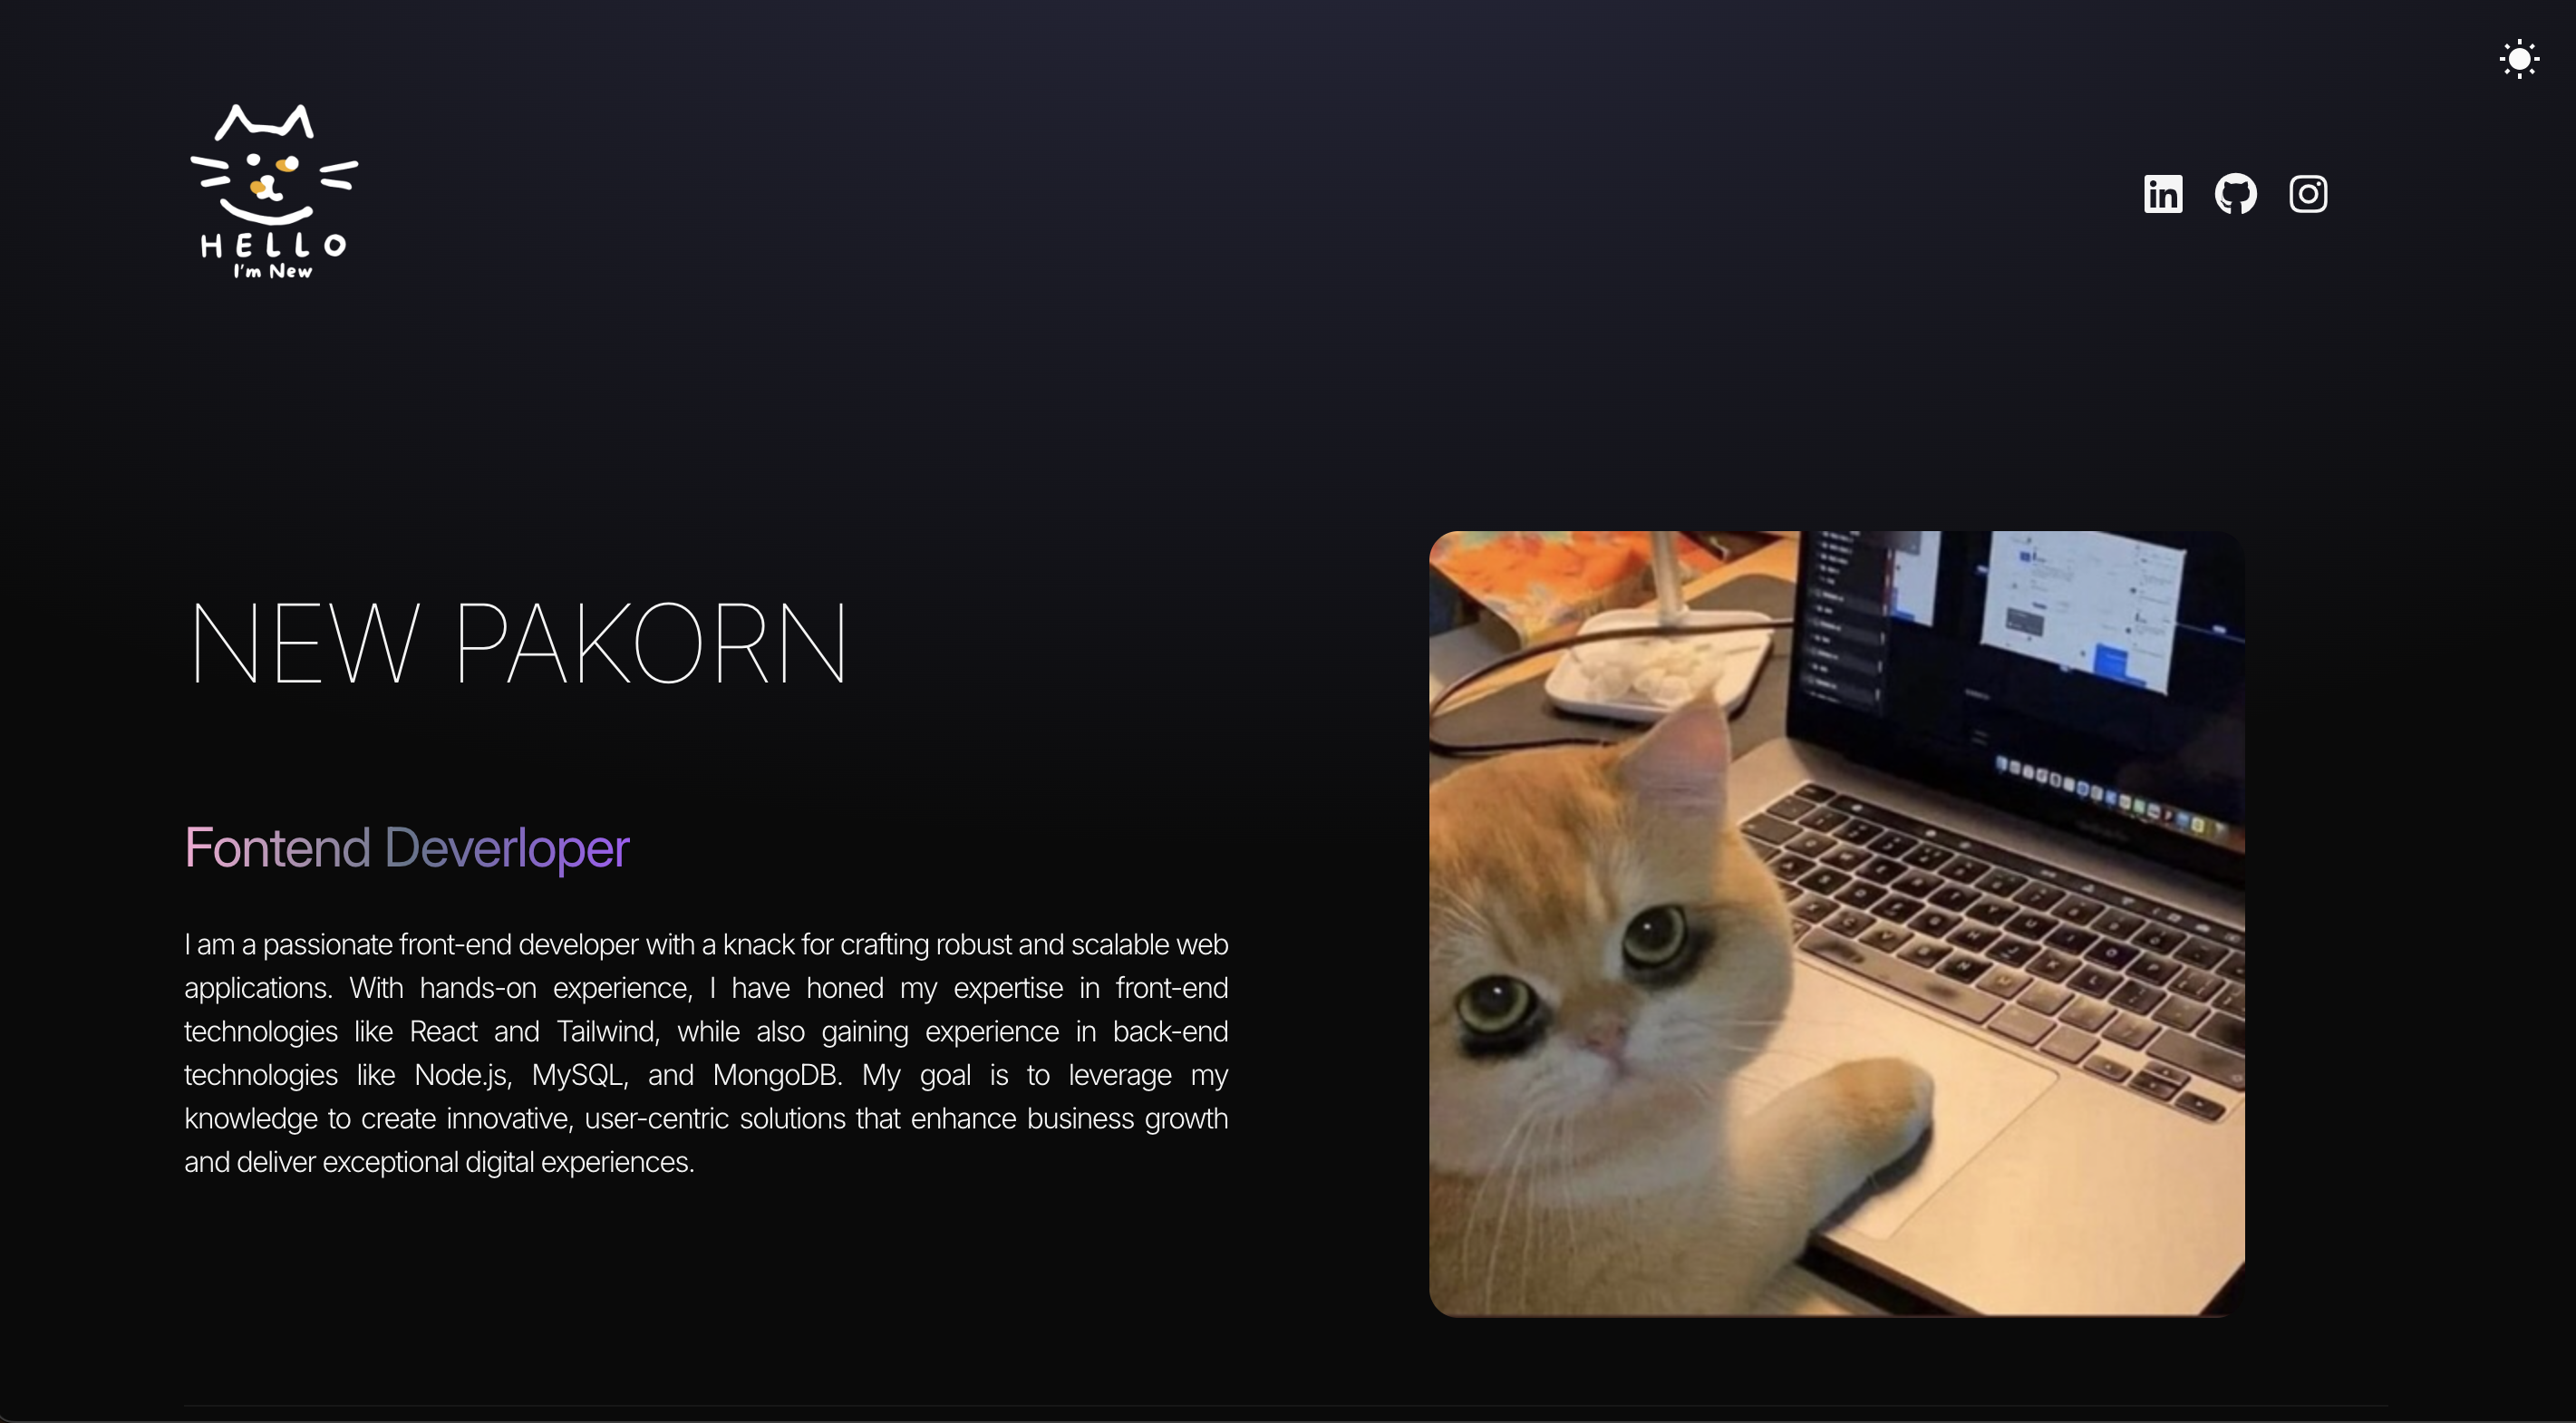 HELLO
I'm New
in
NEW PAKORN
Fontend Deverloper
I am a passionate front-end developer with a knack for crafting robust and scalable web
applications. With hands-on experience, I have honed my expertise in front-end
technologies like React and Tailwind, while also gaining experience in back-end
technologies like Node.js, MySQL, and MongoDB. My goal is to leverage my
knowledge to create innovative, user-centric solutions that enhance business growth
and deliver exceptional digital experiences.